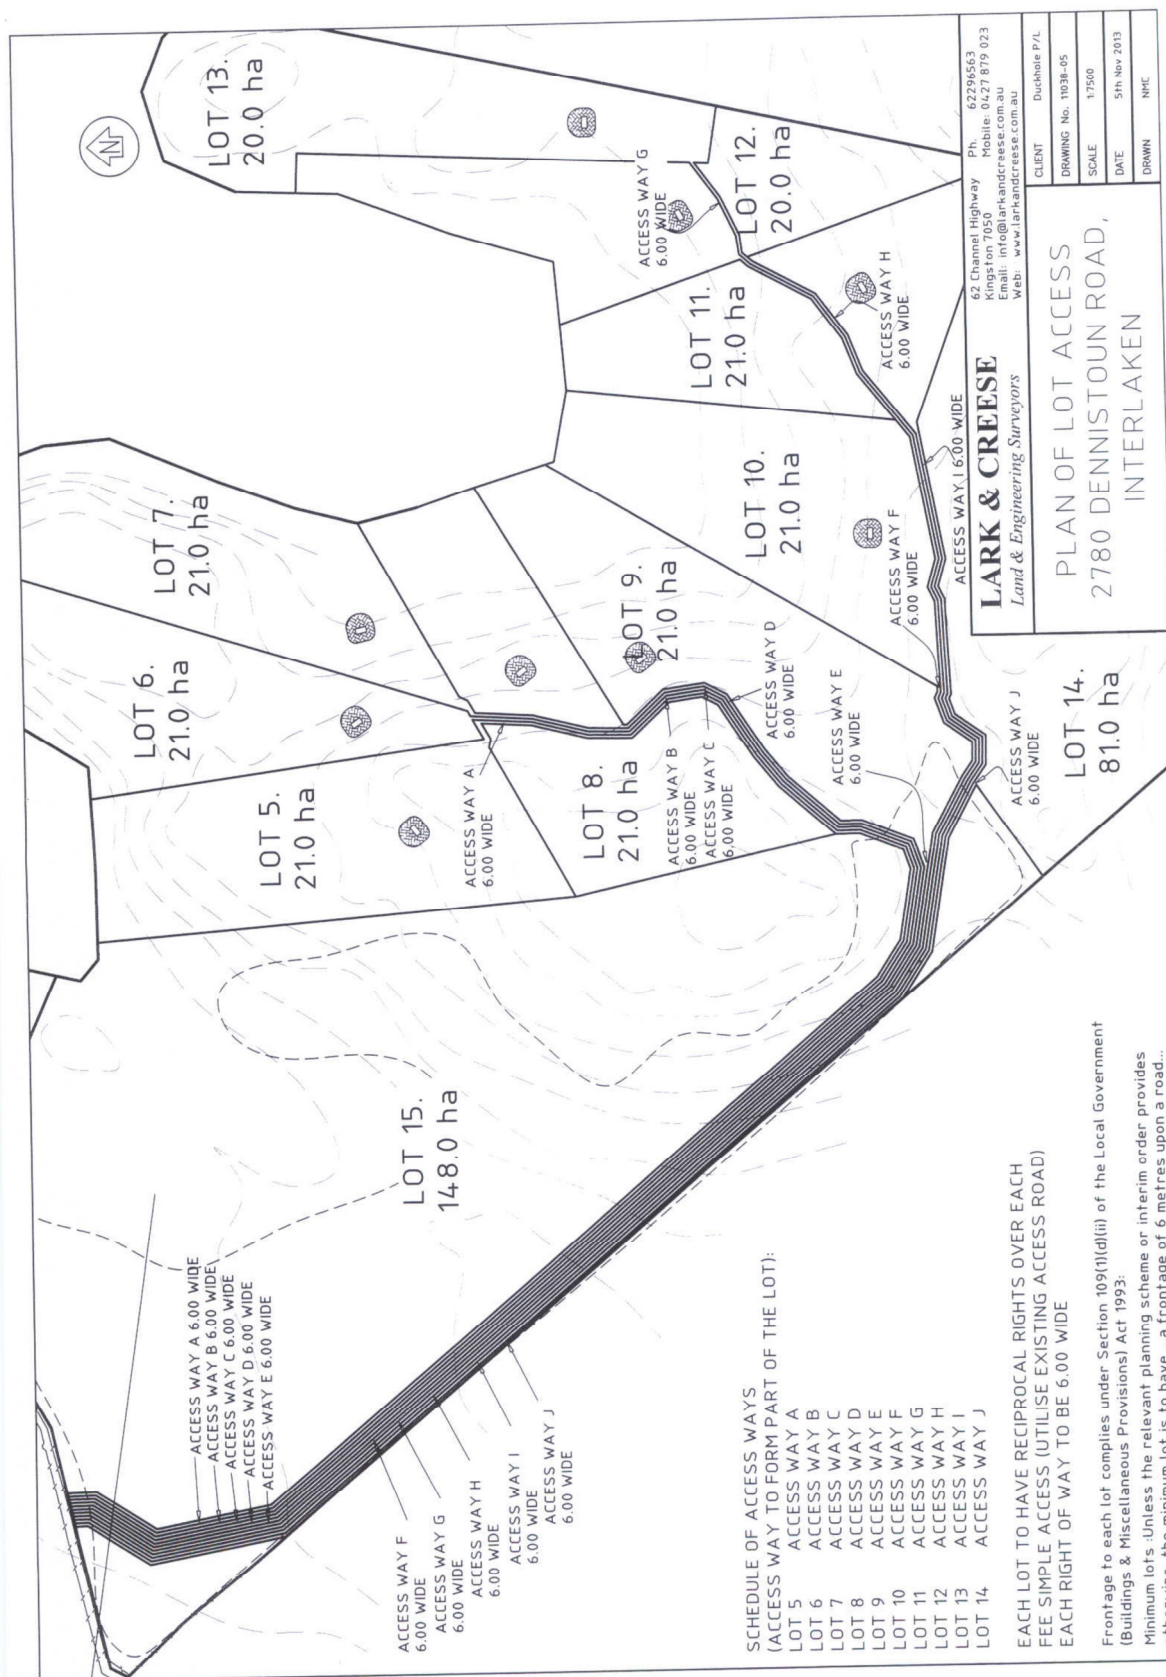 LOT 13.
20.0 ha
LOT 12.
20.0 ha
LOT 11.
21.0 ha
LOT 10.
21.0 ha
LOT 9.
21.0 ha
LOT 8.
21.0 ha
LOT 7.
21.0 ha
LOT 6.
21.0 ha
LOT 5.
21.0 ha
LOT 15.
148.0 ha
LOT 14.
81.0 ha
N
ACCESS WAY G
6.00 WIDE
ACCESS WAY H
6.00 WIDE
ACCESS WAY I 6.00 WIDE
ACCESS WAY F
6.00 WIDE
ACCESS WAY D
6.00 WIDE
ACCESS WAY E
6.00 WIDE
ACCESS WAY J
6.00 WIDE
ACCESS WAY A
6.00 WIDE
ACCESS WAY B
6.00 WIDE
ACCESS WAY C
6.00 WIDE
ACCESS WAY A 6.00 WIDE
ACCESS WAY B 6.00 WIDE
ACCESS WAY C 6.00 WIDE
ACCESS WAY D 6.00 WIDE
ACCESS WAY E 6.00 WIDE
ACCESS WAY F
6.00 WIDE
ACCESS WAY G
6.00 WIDE
ACCESS WAY H
6.00 WIDE
ACCESS WAY I
6.00 WIDE
ACCESS WAY J
6.00 WIDE
SCHEDULE OF ACCESS WAYS
(ACCESS WAY TO FORM PART OF THE LOT):
LOT 5 ACCESS WAY A
LOT 6 ACCESS WAY B
LOT 7 ACCESS WAY C
LOT 8 ACCESS WAY D
LOT 9 ACCESS WAY E
LOT 10 ACCESS WAY F
LOT 11 ACCESS WAY G
LOT 12 ACCESS WAY H
LOT 13 ACCESS WAY I
LOT 14 ACCESS WAY J
EACH LOT TO HAVE RECIPROCAL RIGHTS OVER EACH
FEE SIMPLE ACCESS (UTILISE EXISTING ACCESS ROAD)
EACH RIGHT OF WAY TO BE 6.00 WIDE
Frontage to each lot complies under Section 109(1)(d)(ii) of the Local Government
(Buildings & Miscellaneous Provisions) Act 1993:
Minimum lots :Unless the relevant planning scheme or interim order provides
the minimum lot is to have a frontage of 6 metres upon a road...
LARK & CREESE
Land & Engineering Surveyors
62 Channel Highway Ph. 62296563
Kingston 7050 Mobile: 0427 879 023
Email: info@larkandcreese.com.au
Web: www.larkandcreese.com.au
PLAN OF LOT ACCESS
2780 DENNISTOUN ROAD,
INTERLAKEN
CLIENT Duckhole P/L
DRAWING No. 11038-05
SCALE 1:7500
DATE 5th Nov 2013
DRAWN NMC